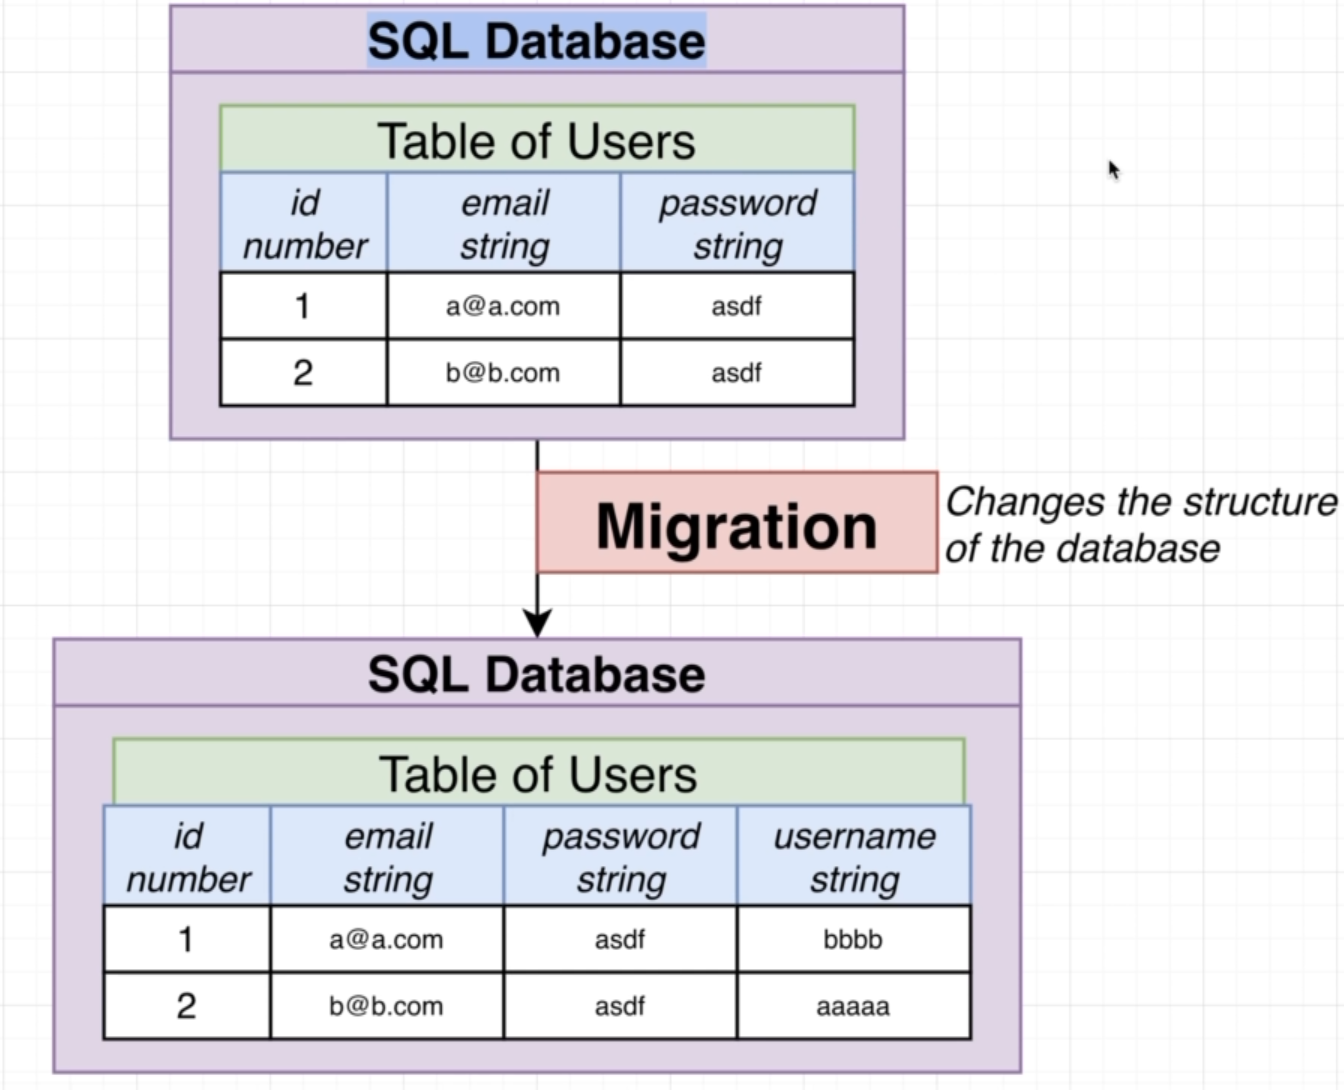 SQL Database
Table of Users
id number email string password string
1 a@a.com asdf
2 b@b.com asdf
Migration
Changes the structure
of the database
SQL Database
Table of Users
id number email string password string username string
1 a@a.com asdf bbbb
2 b@b.com asdf aaaaa